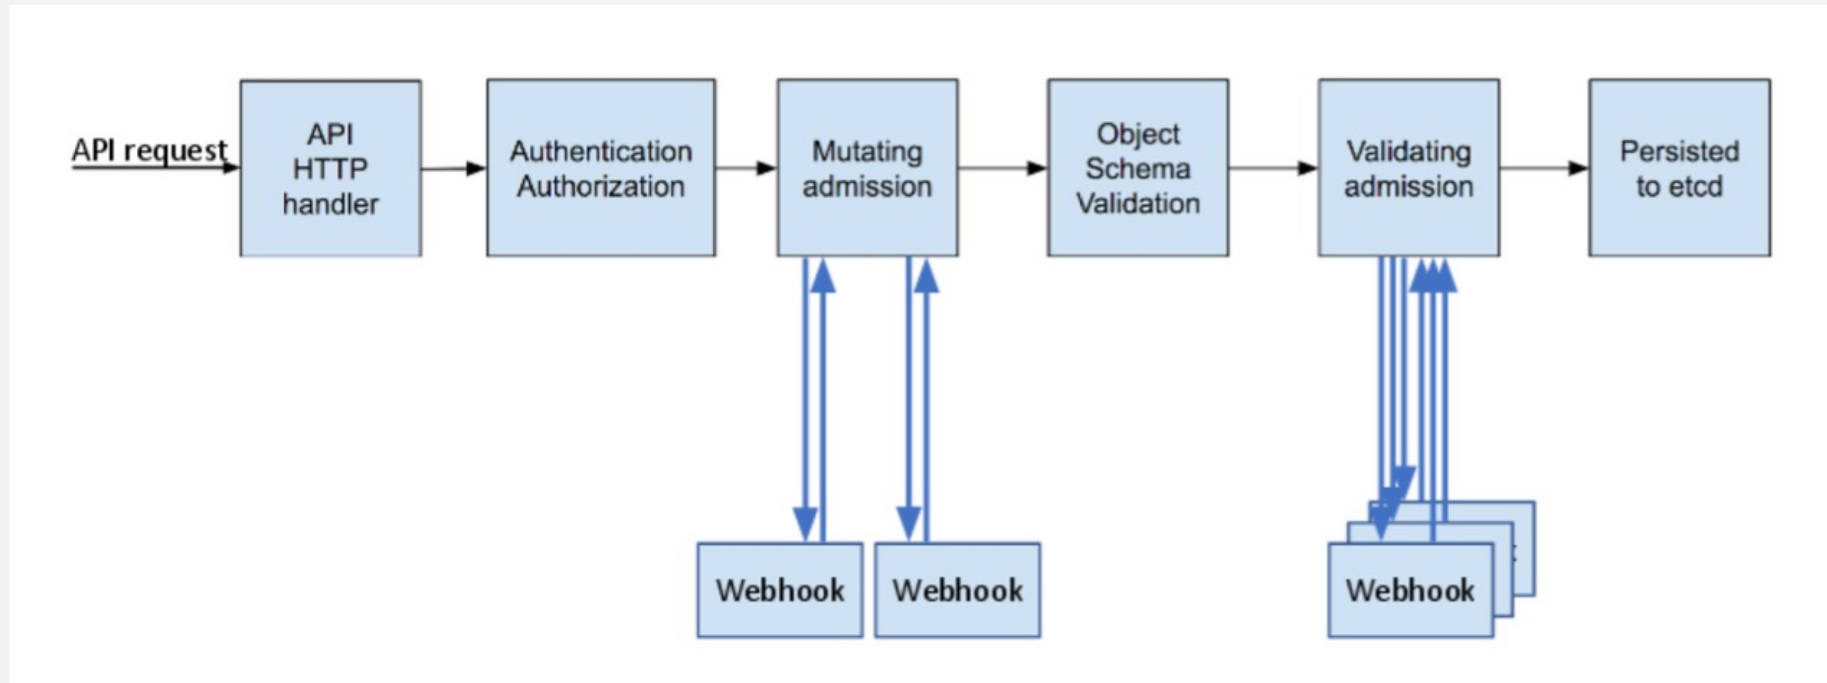 API request
API
HTTP
handler
Authentication
Authorization
Mutating
admission
Object
Schema
Validation
Validating
admission
Persisted
to etcd
Webhook
Webhook
Webhook